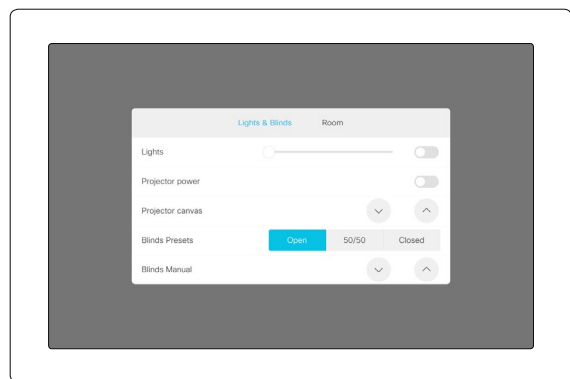 Lights & Blinds Room
Lights
Projector power
Projector canvas
Blinds Presets Open 50/50 Closed
Blinds Manual